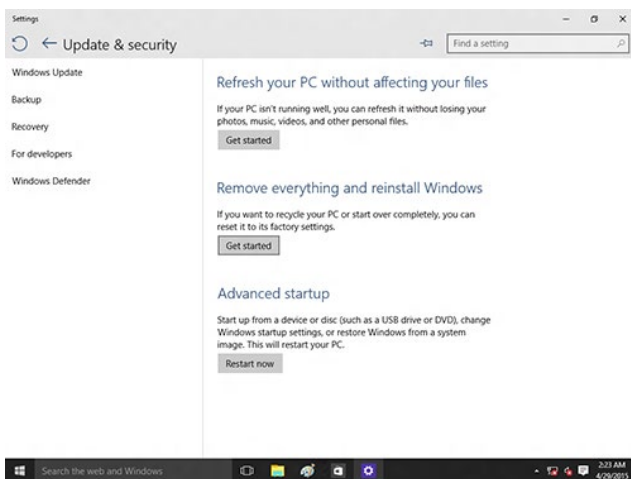 Settings
Update & security
Find a setting
Windows Update
Backup
Recovery
For developers
Windows Defender
Refresh your PC without affecting your files
If your PC isn't running well, you can refresh it without losing your
photos, music, videos, and other personal files.
Get started
Remove everything and reinstall Windows
If you want to recycle your PC or start over completely, you can
reset it to its factory settings.
Get started
Advanced startup
Start up from a device or disc (such as a USB drive or DVD), change
Windows startup settings, or restore Windows from a system
image. This will restart your PC.
Restart now
Search the web and Windows
2:23 AM
4/29/2015